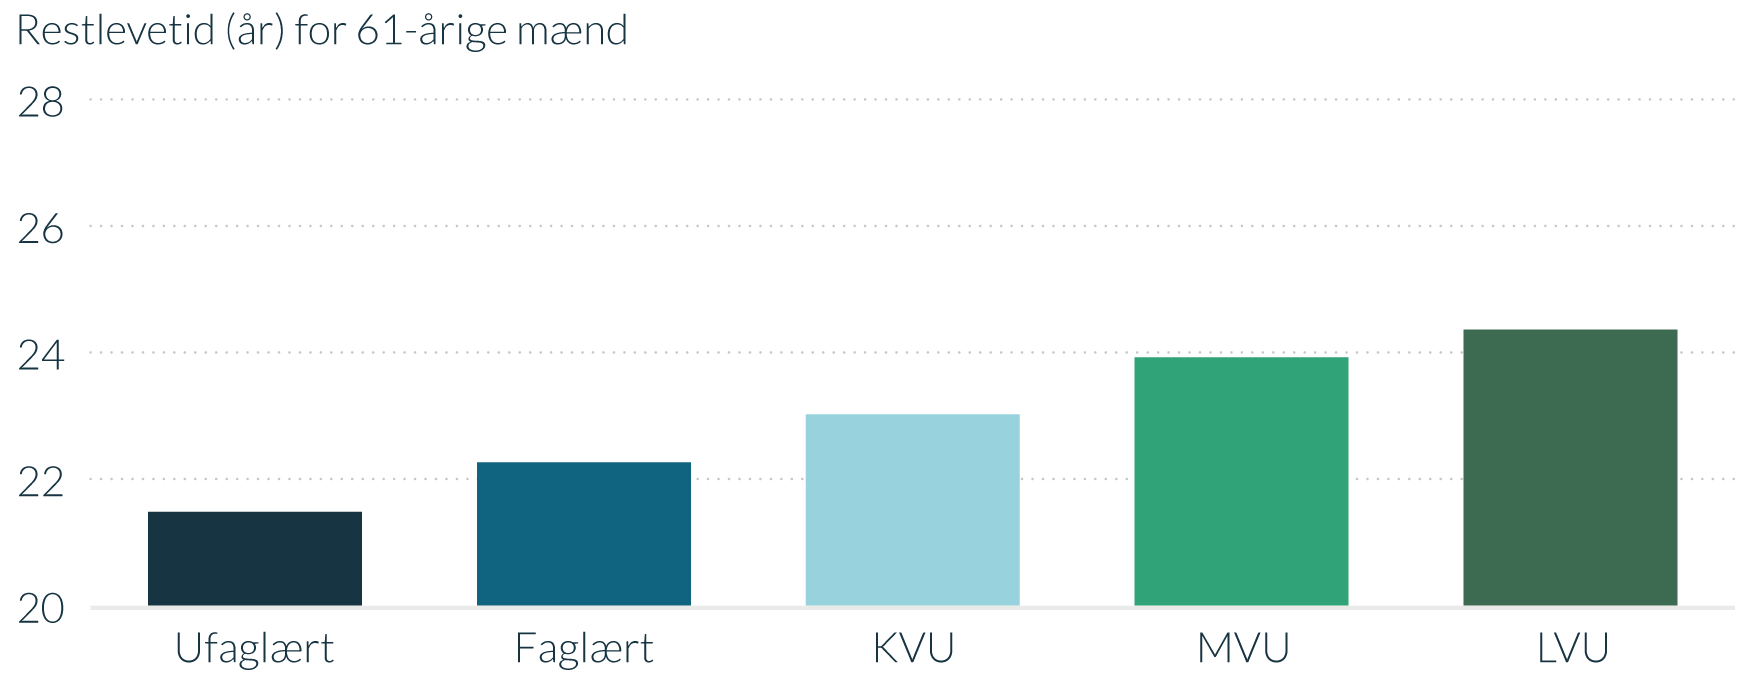 Restlevetid (år) for 61-årige mænd
28
26
24
22
20
Ufaglært Faglært KVU MVU LVU